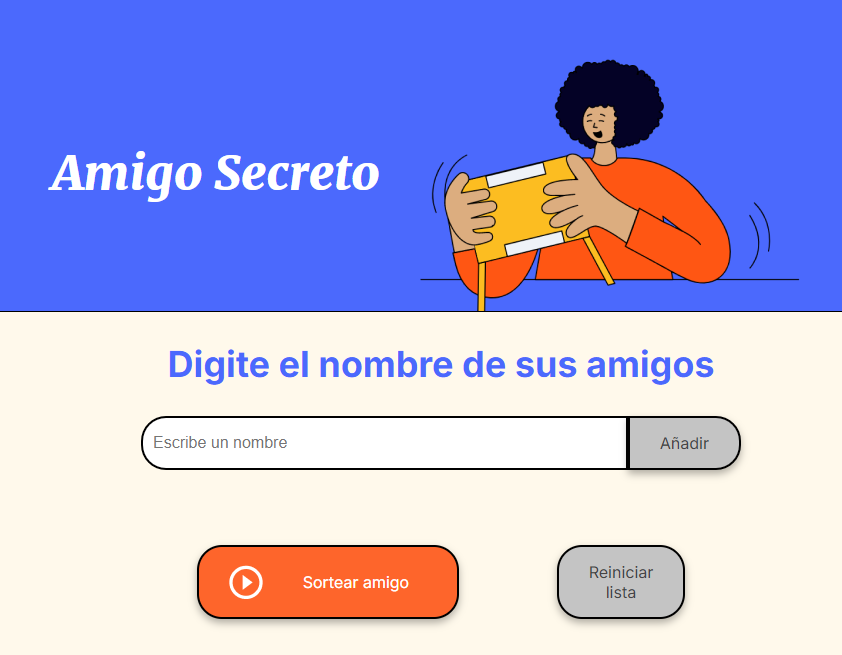 Amigo Secreto
Digite el nombre de sus amigos
Escribe un nombre
Añadir
Sortear amigo
Reiniciar
lista